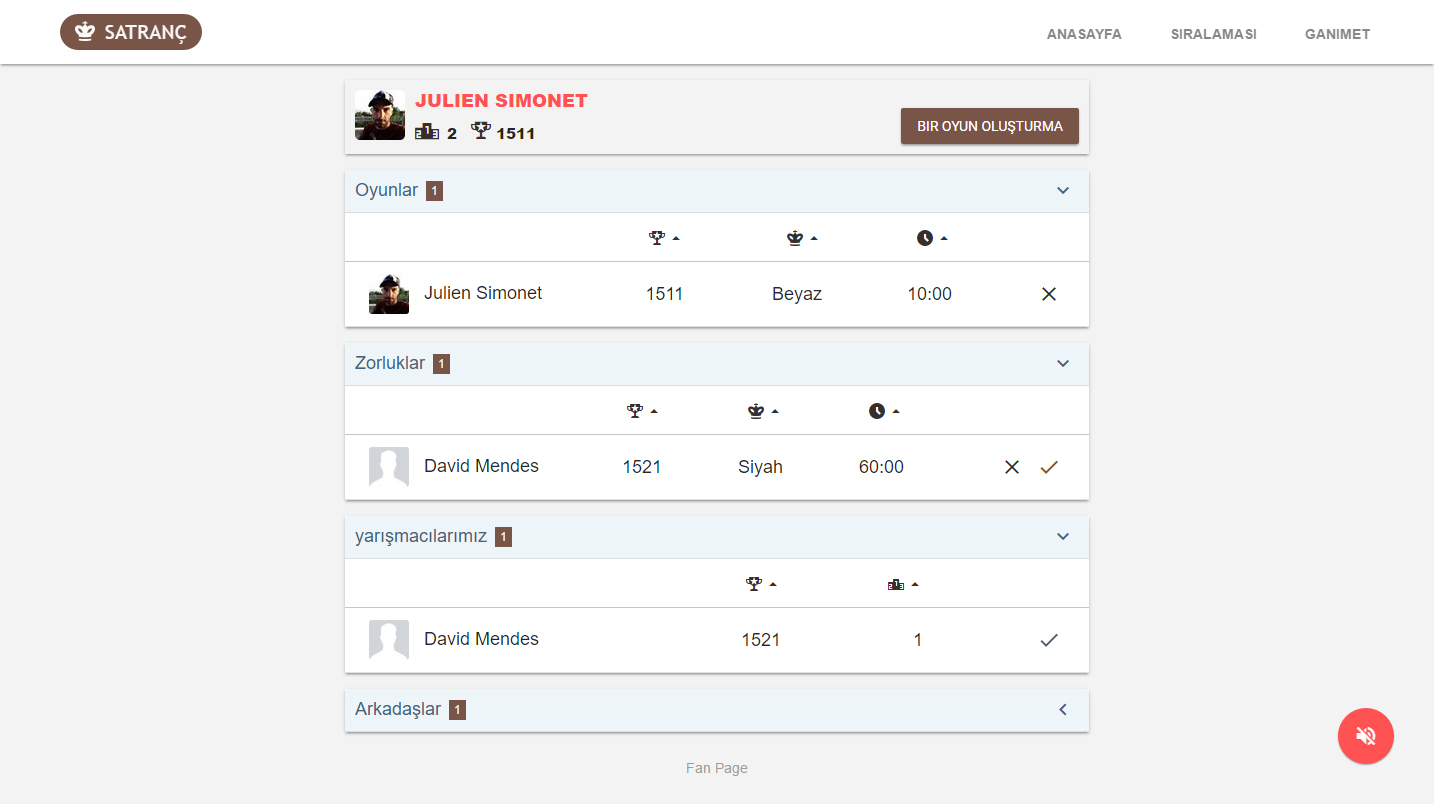 SATRANÇ
ANASAYFA SIRALAMASI GANIMET
JULIEN SIMONET
2 1511
BIR OYUN OLUŞTURMA
Oyunlar 1
Julien Simonet 1511 Beyaz 10:00
Zorluklar 1
David Mendes 1521 Siyah 60:00
yarışmacılarımız 1
David Mendes 1521 1
Arkadaşlar 1
Fan Page